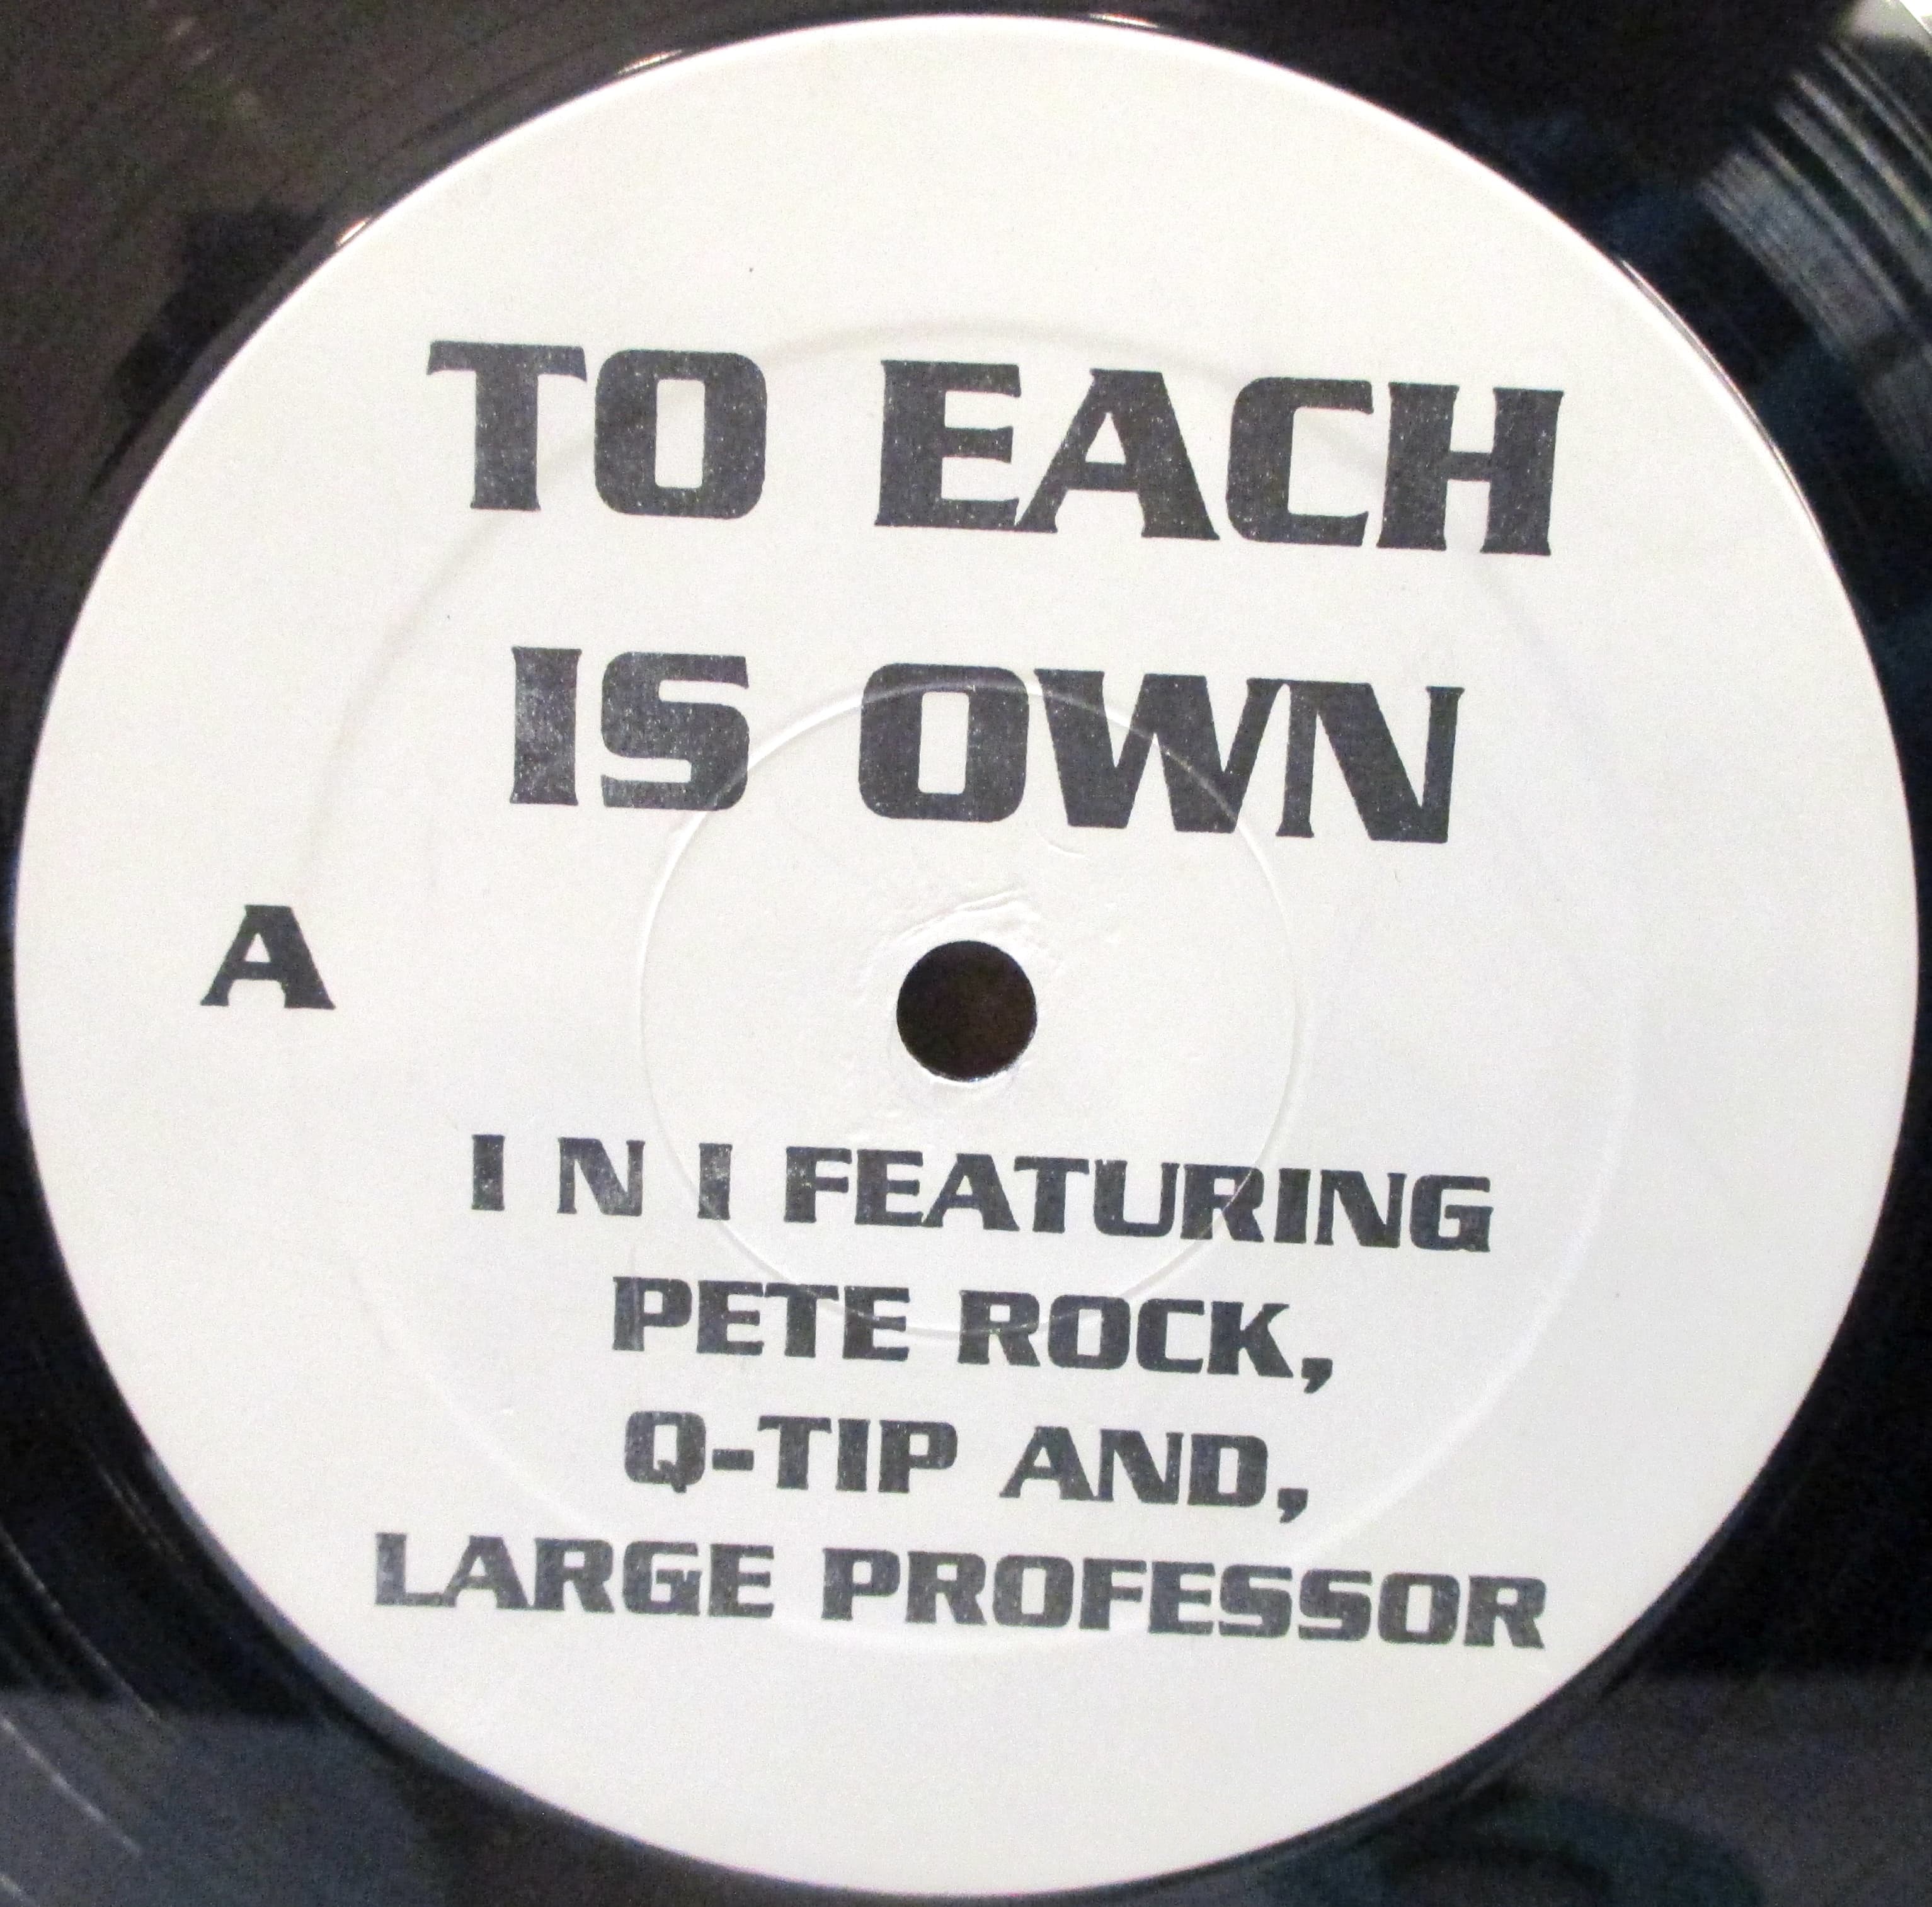 TO EACH
IS OWN
A
I N I FEATURING
PETE ROCK,
Q-TIP AND,
LARGE PROFESSOR